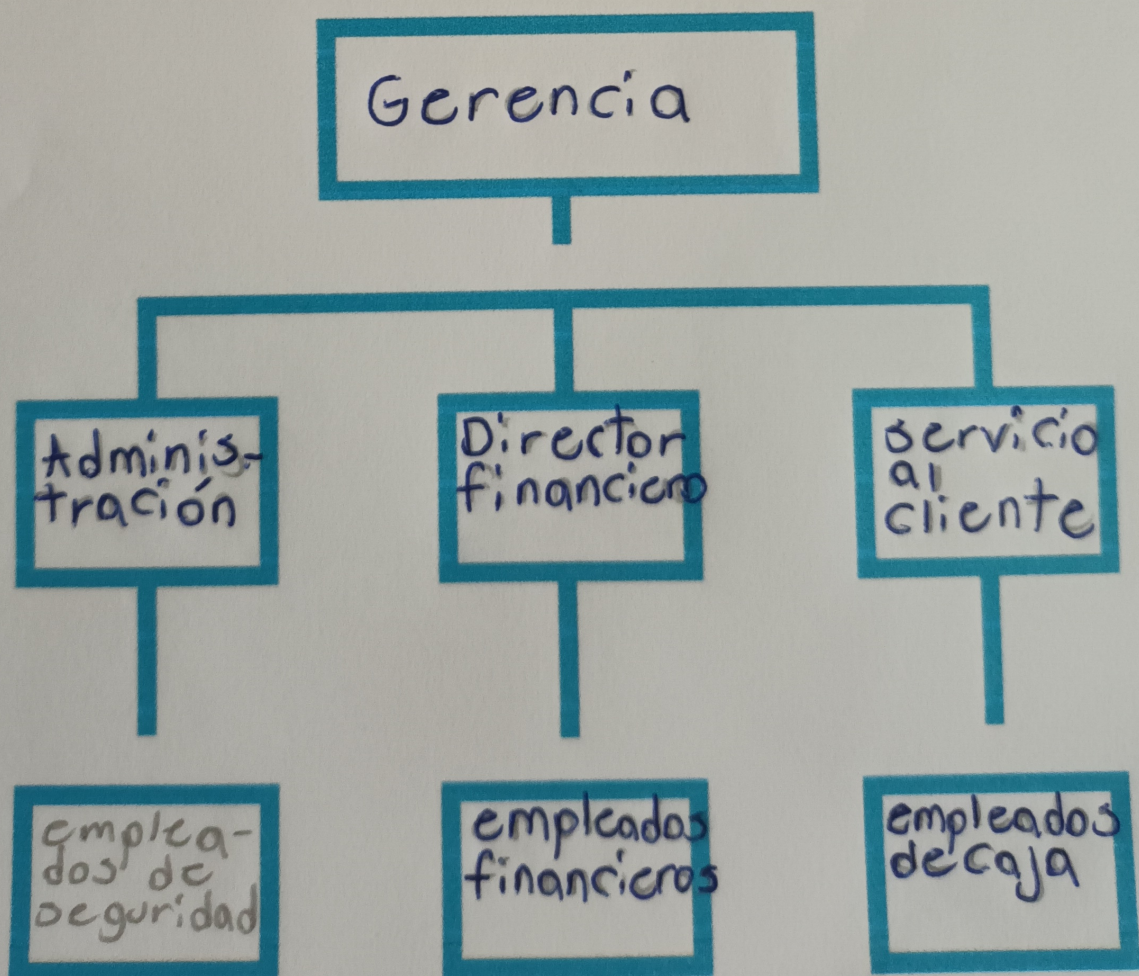 Gerencia
Adminis-
tración
Director
financiero
servicio
al
cliente
emplea-
dos de
seguridad
empleados
financieros
empleados
de caja